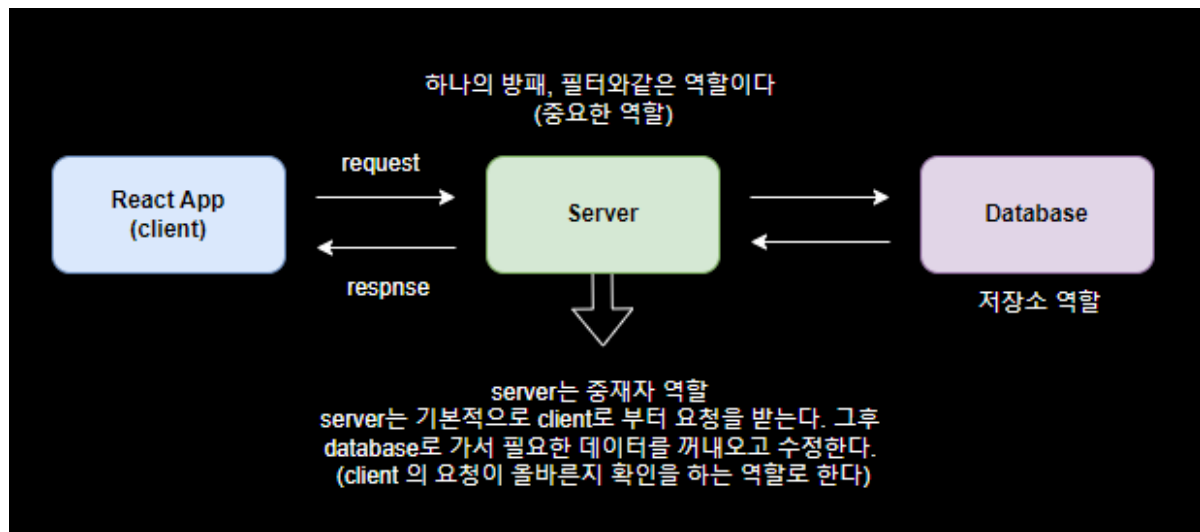 하나의 방패, 필터와같은 역할이다
(중요한 역할)
request
React App
(client)
Server
Database
respnse
저장소 역할
server는 중재자 역할
server는 기본적으로 client로 부터 요청을 받는다. 그후
database로 가서 필요한 데이터를 꺼내오고 수정한다.
(client 의 요청이 올바른지 확인을 하는 역할로 한다)